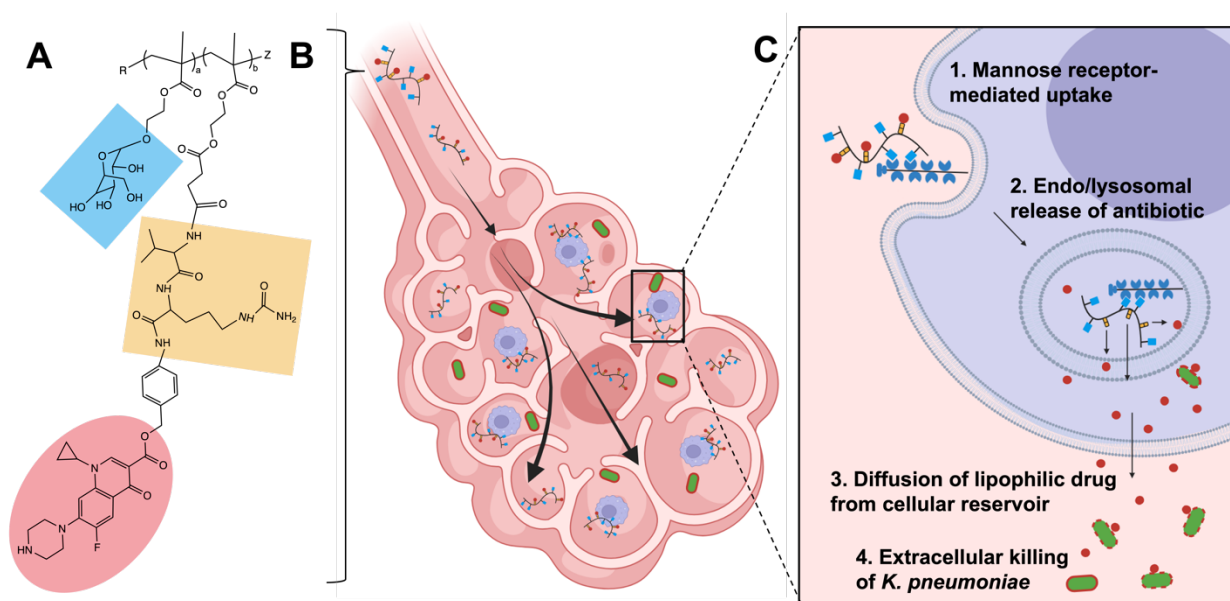 A
B
C
R
a
b
Z
O
O
O
O
O
O
O
O
OH
HO
OH
HO
O
NH
O
NH
O
NH
NH
O
NH₂
O
O
N
O
N
HN
F
1. Mannose receptor-
mediated uptake
2. Endo/lysosomal
release of antibiotic
3. Diffusion of lipophilic drug
from cellular reservoir
4. Extracellular killing
of K. pneumoniae